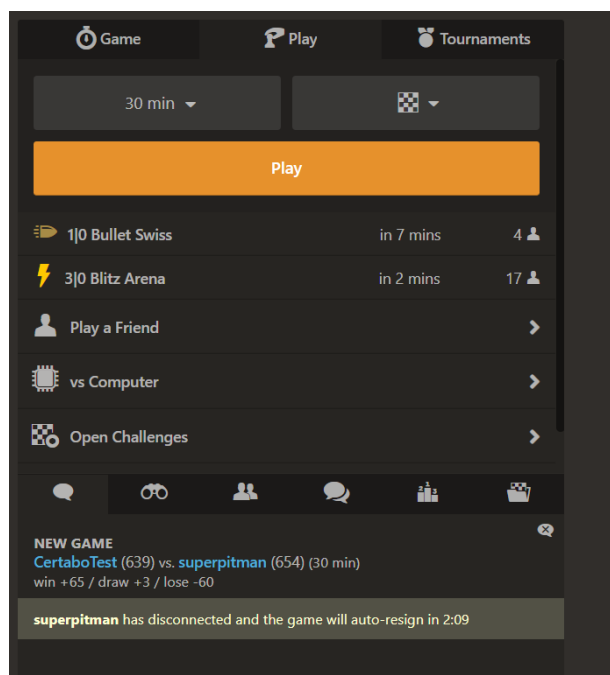 Game Play Tournaments
30 min
Play
1|0 Bullet Swiss in 7 mins 4
3|0 Blitz Arena in 2 mins 17
Play a Friend
vs Computer
Open Challenges
NEW GAME
CertaboTest (639) vs. superpitman (654) (30 min)
win +65 / draw +3 / lose -60
superpitman has disconnected and the game will auto-resign in 2:09